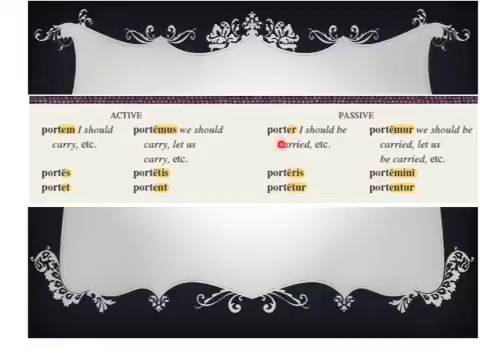 ACTIVE PASSIVE
portem I should portēmus we should porter I should be portēmur we should
carry, etc. carry, let us carried, etc. be carried, let us
carry, etc. be carried, etc.
portēs portētis portēris portēminī
portet portent portētur portentur